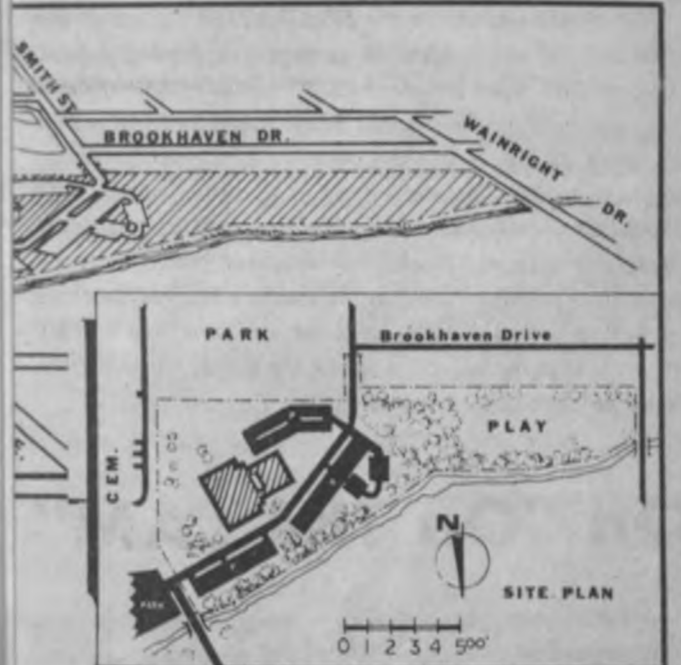 SMITH ST.
BROOKHAVEN DR.
WAINRIGHT
DR.
PARK
Brookhaven Drive
PLAY
CEM.
N
SITE PLAN
PARK
0 1 2 3 4 500'